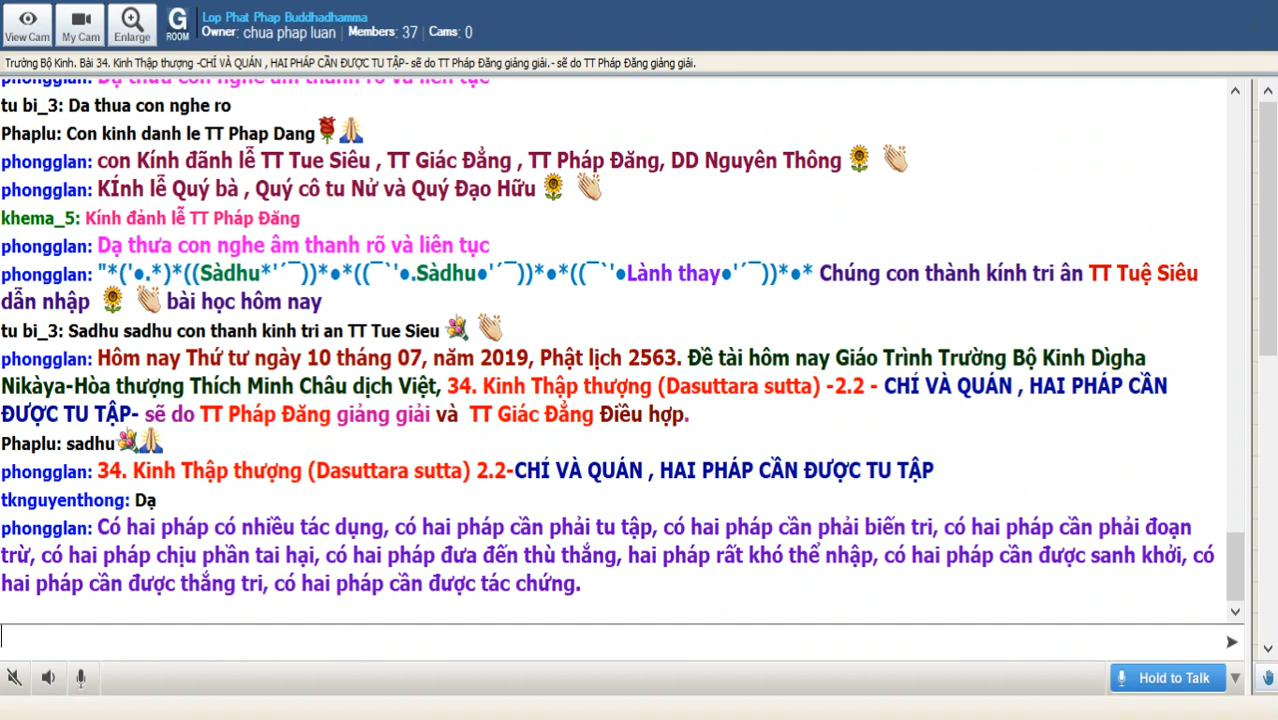 View Cam
My Cam
Enlarge
G
ROOM
Lop Phat Phap Buddhadhamma
Owner: chua phap luan | Members: 37 | Cams: 0
Trường Bộ Kinh. Bài 34. Kinh Thập thượng -CHÍ VÀ QUÁN , HAI PHÁP CẦN ĐƯỢC TU TẬP- sẽ do TT Pháp Đăng giảng giải.- sẽ do TT Pháp Đăng giảng giải.
phongglan: Dạ thưa con nghe âm thanh rõ và liên tục
tu bi_3: Da thua con nghe ro
Phaplu: Con kinh danh le TT Phap Dang
phongglan: con Kính đãnh lễ TT Tue Siêu , TT Giác Đẳng , TT Pháp Đăng, DD Nguyên Thông
phongglan: KÍnh lễ Quý bà , Quý cô tu Nử và Quý Đạo Hữu
khema_5: Kính đảnh lễ TT Pháp Đăng
phongglan: Dạ thưa con nghe âm thanh rõ và liên tục
phongglan: "*('●.*)*((Sàdhu*'´¯))*●*((¯`'●.Sàdhu●'´¯))*●*((¯`'●Lành thay●'´¯))*●* Chúng con thành kính tri ân TT Tuệ Siêu
dẫn nhập bài học hôm nay
tu bi_3: Sadhu sadhu con thanh kinh tri an TT Tue Sieu
phongglan: Hôm nay Thứ tư ngày 10 tháng 07, năm 2019, Phật lịch 2563. Đề tài hôm nay Giáo Trình Trường Bộ Kinh Dìgha
Nikàya-Hòa thượng Thích Minh Châu dịch Việt, 34. Kinh Thập thượng (Dasuttara sutta) -2.2 - CHÍ VÀ QUÁN , HAI PHÁP CẦN
ĐƯỢC TU TẬP- sẽ do TT Pháp Đăng giảng giải và TT Giác Đẳng Điều hợp.
Phaplu: sadhu
phongglan: 34. Kinh Thập thượng (Dasuttara sutta) 2.2-CHÍ VÀ QUÁN , HAI PHÁP CẦN ĐƯỢC TU TẬP
tknguyenthong: Dạ
phongglan: Có hai pháp có nhiều tác dụng, có hai pháp cần phải tu tập, có hai pháp cần phải biến tri, có hai pháp cần phải đoạn
trừ, có hai pháp chịu phần tai hại, có hai pháp đưa đến thù thắng, hai pháp rất khó thể nhập, có hai pháp cần được sanh khởi, có
hai pháp cần được thắng tri, có hai pháp cần được tác chứng.
Hold to Talk